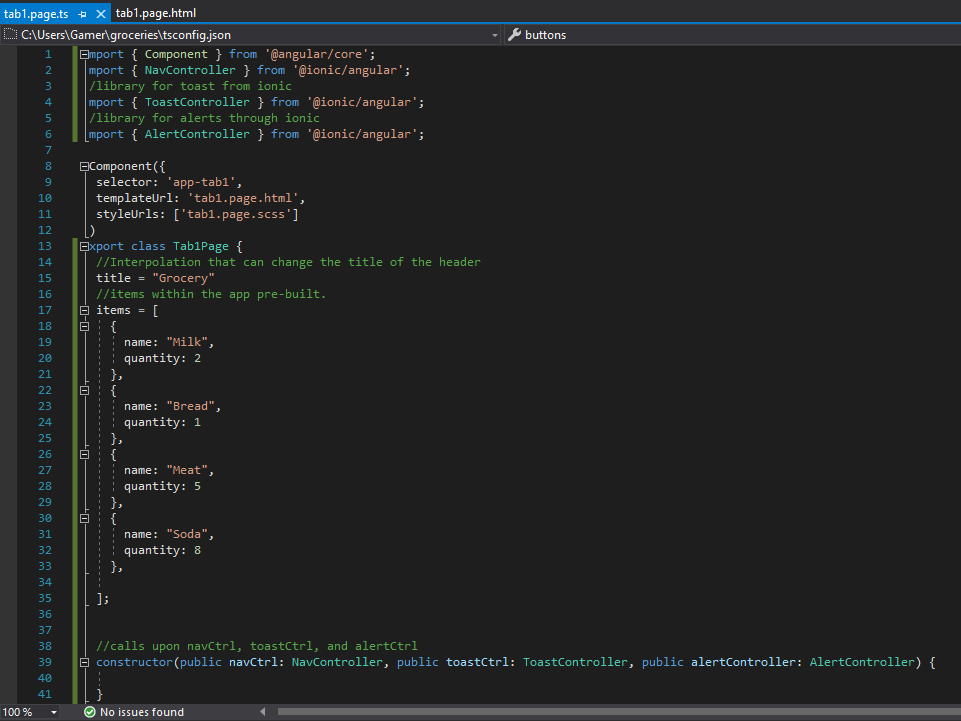 tab1.page.ts tab1.page.html
C:\Users\Gamer\groceries\tsconfig.json buttons
1 mport { Component } from '@angular/core';
2 mport { NavController } from '@ionic/angular';
3 /library for toast from ionic
4 mport { ToastController } from '@ionic/angular';
5 /library for alerts through ionic
6 mport { AlertController } from '@ionic/angular';
7
8 Component({
9 selector: 'app-tab1',
10 templateUrl: 'tab1.page.html',
11 styleUrls: ['tab1.page.scss']
12 )
13 xport class Tab1Page {
14 //Interpolation that can change the title of the header
15 title = "Grocery"
16 //items within the app pre-built.
17 items = [
18 {
19 name: "Milk",
20 quantity: 2
21 },
22 {
23 name: "Bread",
24 quantity: 1
25 },
26 {
27 name: "Meat",
28 quantity: 5
29 },
30 {
31 name: "Soda",
32 quantity: 8
33 },
34
35 ];
36
37
38 //calls upon navCtrl, toastCtrl, and alertCtrl
39 constructor(public navCtrl: NavController, public toastCtrl: ToastController, public alertController: AlertController) {
40
41 }
100 % No issues found